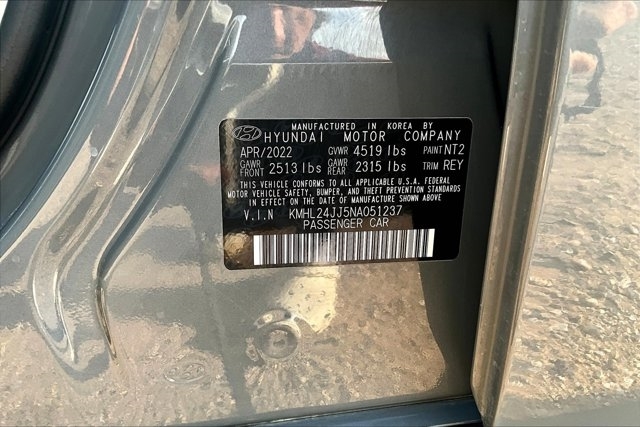 MANUFACTURED IN KOREA BY
HYUNDAI MOTOR COMPANY
APR/2022 GVWR 4519 lbs PAINT NT2
GAWR FRONT 2513 lbs GAWR REAR 2315 lbs TRIM REY
THIS VEHICLE CONFORMS TO ALL APPLICABLE U.S.A. FEDERAL
MOTOR VEHICLE SAFETY, BUMPER, AND THEFT PREVENTION STANDARDS
IN EFFECT ON THE DATE OF MANUFACTURE SHOWN ABOVE
V.I.N KMHL24JJ5NA051237
PASSENGER CAR